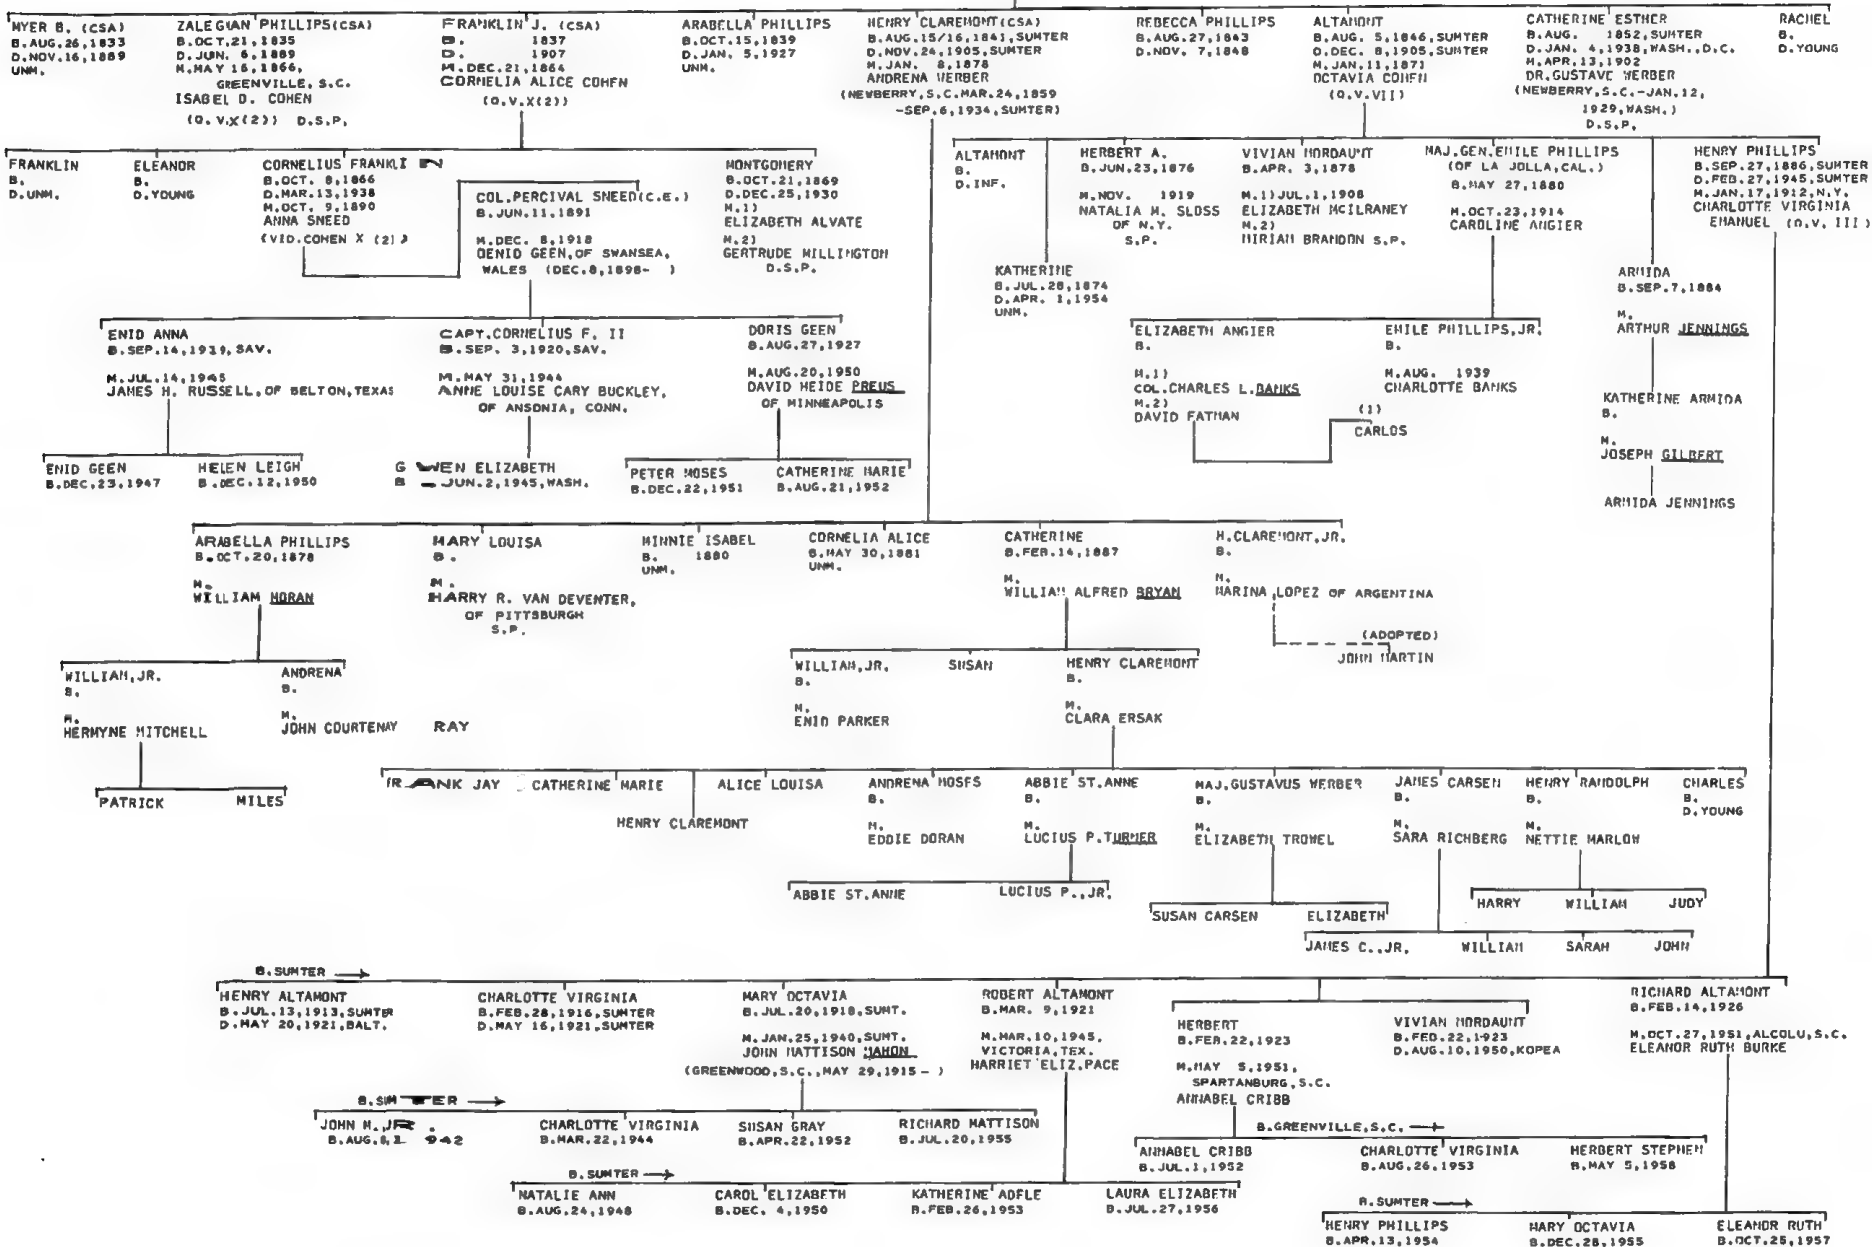 MYER B. (CSA)
B.AUG.26,1833
D.NOV.16,1889
UNM.
ZALEGMAN PHILLIPS(CSA)
B.OCT.21,1835
D.JUN. 6,1889
M.MAY 16,1866,
GREENVILLE, S.C.
ISABEL D. COHEN
(Q.V.X(2)) D.S.P.
FRANKLIN J. (CSA)
B. 1837
D. 1907
M.DEC.21,1864
CORNELIA ALICE COHEN
(Q.V.X(2))
ARABELLA PHILLIPS
B.OCT.15,1839
D.JAN. 5,1927
UNM.
HENRY CLAREMONT(CSA)
B.AUG.15/16,1841,SUMTER
D.NOV.24,1905,SUMTER
M.JAN. 8,1878
ANDRENA WERBER
(NEWBERRY,S.C.MAR.24,1859
-SEP.6,1934,SUMTER)
REBECCA PHILLIPS
B.AUG.27,1843
D.NOV. 7,1848
ALTAMONT
B.AUG. 5,1846,SUMTER
D.DEC. 8,1905,SUMTER
M.JAN.11,1871
OCTAVIA COHEN
(Q.V.VII)
CATHERINE ESTHER
B.AUG. 1852,SUMTER
D.JAN. 4,1938,WASH.,D.C.
M.APR.13,1902
DR.GUSTAVE WERBER
(NEWBERRY,S.C.-JAN.12,
1929,WASH.)
D.S.P.
RACHEL
B.
D.YOUNG
FRANKLIN
B.
D.UNM.
ELEANOR
B.
D.YOUNG
CORNELIUS FRANKLIN
B.OCT. 8,1866
D.MAR.13,1938
M.OCT. 9,1890
ANNA SNEED
(VID.COHEN X (2))
COL.PERCIVAL SNEED(C.E.)
B.JUN.11,1891
M.DEC. 8,1918
DENID GEEN,OF SWANSEA,
WALES (DEC.8,1898- )
MONTGOMERY
B.OCT.21,1869
D.DEC.25,1930
M.1)
ELIZABETH ALVATE
M.2)
GERTRUDE MILLINGTON
D.S.P.
ALTAMONT
B.
D.INF.
HERBERT A.
B.JUN.23,1876
M.NOV. 1919
NATALIA M. SLOSS
OF N.Y.
S.P.
VIVIAN MORDAUNT
B.APR. 3,1878
M.1)JUL.1,1908
ELIZABETH MCILRANEY
M.2)
MIRIAM BRANDON S.P.
MAJ.GEN.EMILE PHILLIPS
(OF LA JOLLA,CAL.)
B.MAY 27,1880
M.OCT.23,1914
CAROLINE ANGIER
HENRY PHILLIPS
B.SEP.27,1886,SUMTER
D.FEB.27,1945,SUMTER
M.JAN.17,1912,N.Y.
CHARLOTTE VIRGINIA
EMANUEL (Q.V. III)
KATHERINE
B.JUL.28,1874
D.APR. 1,1954
UNM.
ARMIDA
B.SEP.7,1884
M.
ARTHUR JENNINGS
ENID ANNA
B.SEP.14,1939,SAV.
M.JUL.14,1945
JAMES H. RUSSELL,OF BELTON,TEXAS
CAPT.CORNELIUS F. II
B.SEP. 3,1920,SAV.
M.MAY 31,1944
ANNE LOUISE CARY BUCKLEY,
OF ANSONIA, CONN.
DORIS GEEN
B.AUG.27,1927
M.AUG.20,1950
DAVID HEIDE PREUS
OF MINNEAPOLIS
ELIZABETH ANGIER
B.
M.1)
COL.CHARLES L.BANKS
M.2)
DAVID FATMAN
EMILE PHILLIPS,JR.
B.
M.AUG. 1939
CHARLOTTE BANKS
(1)
CARLOS
KATHERINE ARMIDA
B.
M.
JOSEPH GILBERT
ARMIDA JENNINGS
ENID GEEN
B.DEC.23,1947
HELEN LEIGH
B.DEC.12,1950
GWEN ELIZABETH
B JUN.2,1945,WASH.
PETER MOSES
B.DEC.22,1951
CATHERINE MARIE
B.AUG.21,1952
ARABELLA PHILLIPS
B.OCT.20,1878
M.
WILLIAM MORAN
MARY LOUISA
B.
M.
HARRY R. VAN DEVENTER,
OF PITTSBURGH
S.P.
MINNIE ISABEL
B. 1880
UNM.
CORNELIA ALICE
B.MAY 30,1881
UNM.
CATHERINE
B.FEB.14,1887
M.
WILLIAM ALFRED BRYAN
H.CLAREMONT,JR.
B.
M.
MARINA LOPEZ OF ARGENTINA
(ADOPTED)
JOHN MARTIN
WILLIAM,JR.
B.
M.
HERMYNE MITCHELL
ANDRENA
B.
M.
JOHN COURTENAY RAY
WILLIAM,JR.
B.
M.
ENID PARKER
SUSAN
HENRY CLAREMONT
B.
M.
CLARA ERSAK
PATRICK
MILES
FRANK JAY
CATHERINE MARIE
HENRY CLAREMONT
ALICE LOUISA
ANDRENA MOSES
B.
M.
EDDIE DORAN
ABBIE ST.ANNE
B.
M.
LUCIUS P.TURNER
MAJ.GUSTAVUS WERBER
B.
M.
ELIZABETH TROWEL
JAMES CARSEN
B.
M.
SARA RICHBERG
HENRY RANDOLPH
B.
M.
NETTIE MARLOW
CHARLES
B.
D.YOUNG
ABBIE ST.ANNE
LUCIUS P.,JR.
SUSAN CARSEN
ELIZABETH
HARRY
WILLIAM
JUDY
JAMES C.,JR.
WILLIAM
SARAH
JOHN
B.SUMTER →
HENRY ALTAMONT
B.JUL.13,1913,SUMTER
D.MAY 20,1921,BALT.
CHARLOTTE VIRGINIA
B.FEB.28,1916,SUMTER
D.MAY 16,1921,SUMTER
MARY OCTAVIA
B.JUL.20,1918,SUMT.
M.JAN.25,1940,SUMT.
JOHN MATTISON MAHON
(GREENWOOD,S.C.,MAY 29,1915- )
ROBERT ALTAMONT
B.MAR. 9,1921
M.MAR.10,1945,
VICTORIA,TEX.
HARRIET ELIZ.PACE
HERBERT
B.FEB.22,1923
M.MAY 5,1951,
SPARTANBURG,S.C.
ANNABEL CRIBB
VIVIAN MORDAUNT
B.FEB.22,1923
D.AUG.10,1950,KOREA
RICHARD ALTAMONT
B.FEB.14,1926
M.OCT.27,1951,ALCOLU,S.C.
ELEANOR RUTH BURKE
B.SUMTER →
JOHN M.,JR.
B.AUG.8,1942
CHARLOTTE VIRGINIA
B.MAR.22,1944
SUSAN GRAY
B.APR.22,1952
RICHARD MATTISON
B.JUL.20,1955
B.GREENVILLE,S.C. →
ANNABEL CRIBB
B.JUL.1,1952
CHARLOTTE VIRGINIA
B.AUG.26,1953
HERBERT STEPHEN
B.MAY 5,1958
B.SUMTER →
NATALIE ANN
B.AUG.24,1948
CAROL ELIZABETH
B.DEC. 4,1950
KATHERINE ADELE
B.FEB.26,1953
LAURA ELIZABETH
B.JUL.27,1956
B.SUMTER →
HENRY PHILLIPS
B.APR.13,1954
MARY OCTAVIA
B.DEC.28,1955
ELEANOR RUTH
B.OCT.25,1957